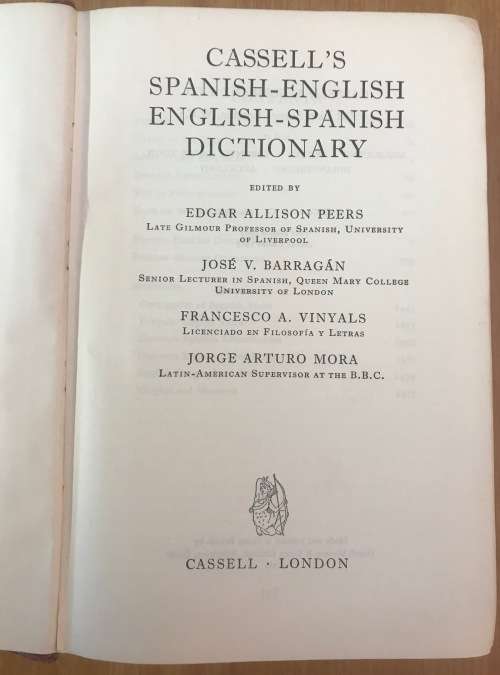 CASSELL'S
SPANISH-ENGLISH
ENGLISH-SPANISH
DICTIONARY
EDITED BY
EDGAR ALLISON PEERS
LATE GILMOUR PROFESSOR OF SPANISH, UNIVERSITY
OF LIVERPOOL
JOSÉ V. BARRAGÁN
SENIOR LECTURER IN SPANISH, QUEEN MARY COLLEGE
UNIVERSITY OF LONDON
FRANCESCO A. VINYALS
LICENCIADO EN FILOSOFÍA Y LETRAS
JORGE ARTURO MORA
LATIN-AMERICAN SUPERVISOR AT THE B.B.C.
CASSELL · LONDON